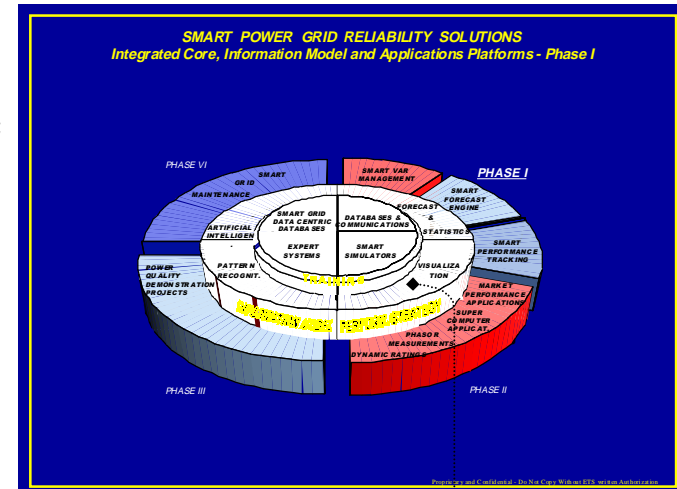 SMART POWER GRID RELIABILITY SOLUTIONS
Integrated Core, Information Model and Applications Platforms - Phase I
PHASE VI
SMART
GRID
MAINTENANCE
SMART VAR
MANAGEMENT
PHASE I
SMART
FORECAST
ENGINE
FORECAST
&
STATISTICS
SMART GRID
DATA CENTRIC
DATABASES
DATABASES &
COMMUNICATIONS
ARTIFICIAL
INTELLIGEN
.
EXPERT
SYSTEMS
SMART
SIMULATORS
SMART
PERFORMANCE
TRACKING
PATTERN
RECOGNIT.
VISUALIZA
TION
POWER
QUALITY
DEMONSTRATION
PROJECTS
MARKET
PERFORMANCE
APPLICATIONS
SUPER
COMPUTER
APPLICAT.
PHASOR
MEASUREMENTS
DYNAMIC RATINGS
PHASE III
PHASE II
Proprietary and Confidential - Do Not Copy Without ETS written Authorization